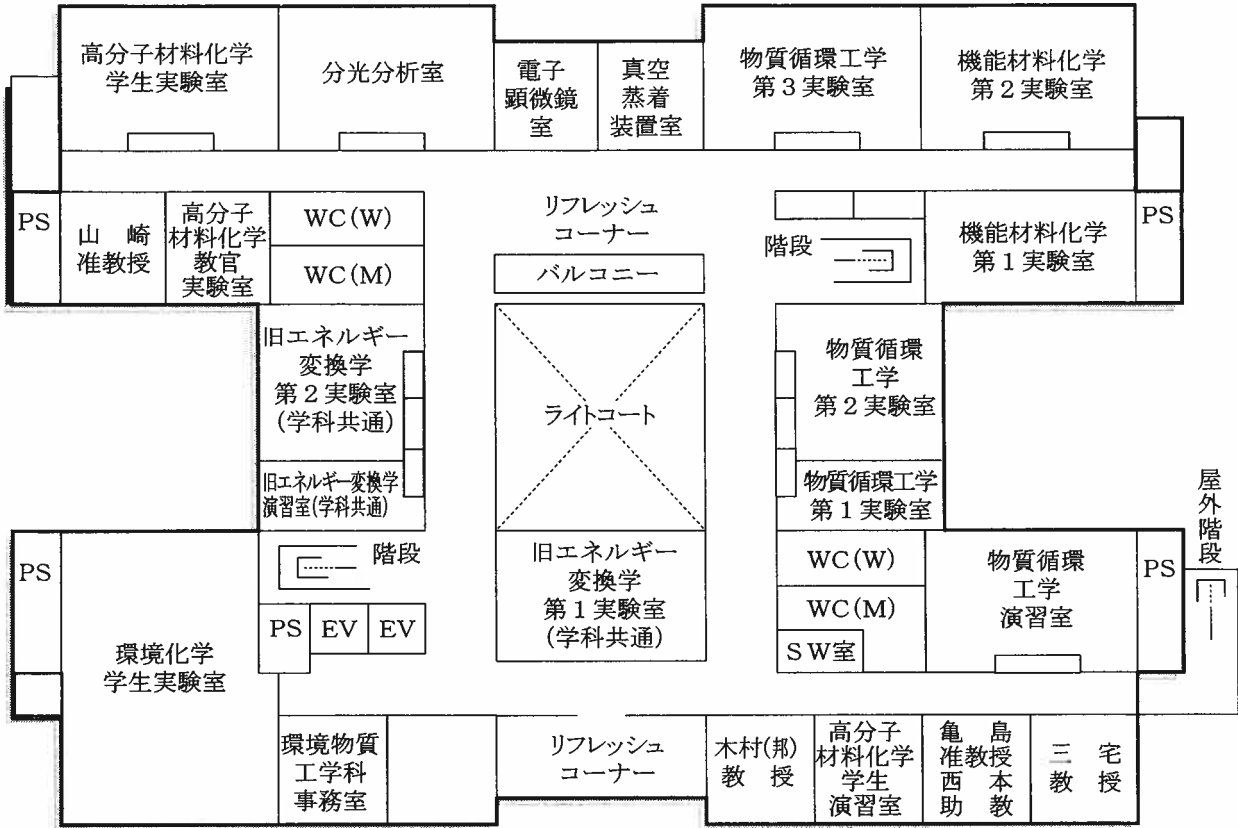 高分子材料化学
学生実験室
分光分析室
電子
顕微鏡
室
真空
蒸着
装置室
物質循環工学
第3実験室
機能材料化学
第2実験室
PS
山崎
准教授
高分子
材料化学
教官
実験室
WC(W)
WC(M)
リフレッシュ
コーナー
バルコニー
階段
機能材料化学
第1実験室
PS
旧エネルギー
変換学
第2実験室
(学科共通)
ライトコート
物質循環
工学
第2実験室
旧エネルギー変換学
演習室(学科共通)
物質循環工学
第1実験室
屋外階段
PS
階段
旧エネルギー
変換学
第1実験室
(学科共通)
WC(W)
WC(M)
SW室
物質循環
工学
演習室
PS
PS
EV
EV
環境化学
学生実験室
環境物質
工学科
事務室
リフレッシュ
コーナー
木村(邦)
教授
高分子
材料化学
学生
演習室
亀島
准教授
西本
助教
三宅
教授